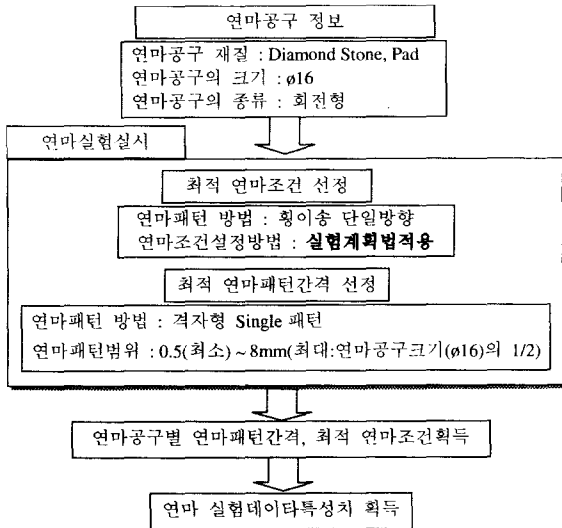 연마공구 정보
연마공구 재질 : Diamond Stone, Pad
연마공구의 크기 : ø16
연마공구의 종류 : 회전형
연마실험실시
최적 연마조건 선정
연마패턴 방법 : 횡이송 단일방향
연마조건설정방법 : 실험계획법적용
최적 연마패턴간격 선정
연마패턴 방법 : 격자형 Single 패턴
연마패턴범위 : 0.5(최소) ~ 8mm(최대:연마공구크기(ø16)의 1/2)
연마공구별 연마패턴간격, 최적 연마조건획득
연마 실험데이타특성치 획득